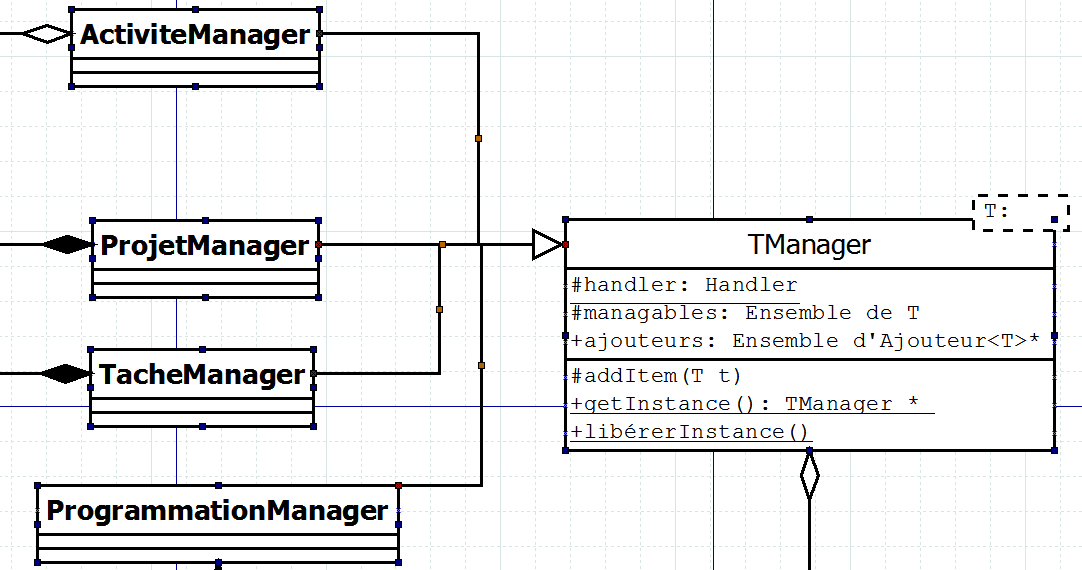 ActiviteManager
ProjetManager
TacheManager
ProgrammationManager
T:
TManager
#handler: Handler
#managables: Ensemble de T
+ajouteurs: Ensemble d'Ajouteur<T>*
#addItem(T t)
+getInstance(): TManager *
+libérerInstance()